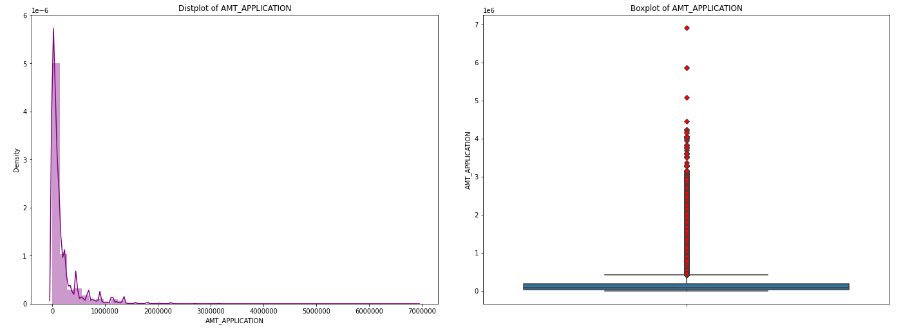 Distplot of AMT_APPLICATION
1e−6
6
5
4
3
2
1
0
Density
0 1000000 2000000 3000000 4000000 5000000 6000000 7000000
AMT_APPLICATION
Boxplot of AMT_APPLICATION
1e6
7
6
5
4
3
2
1
0
AMT_APPLICATION